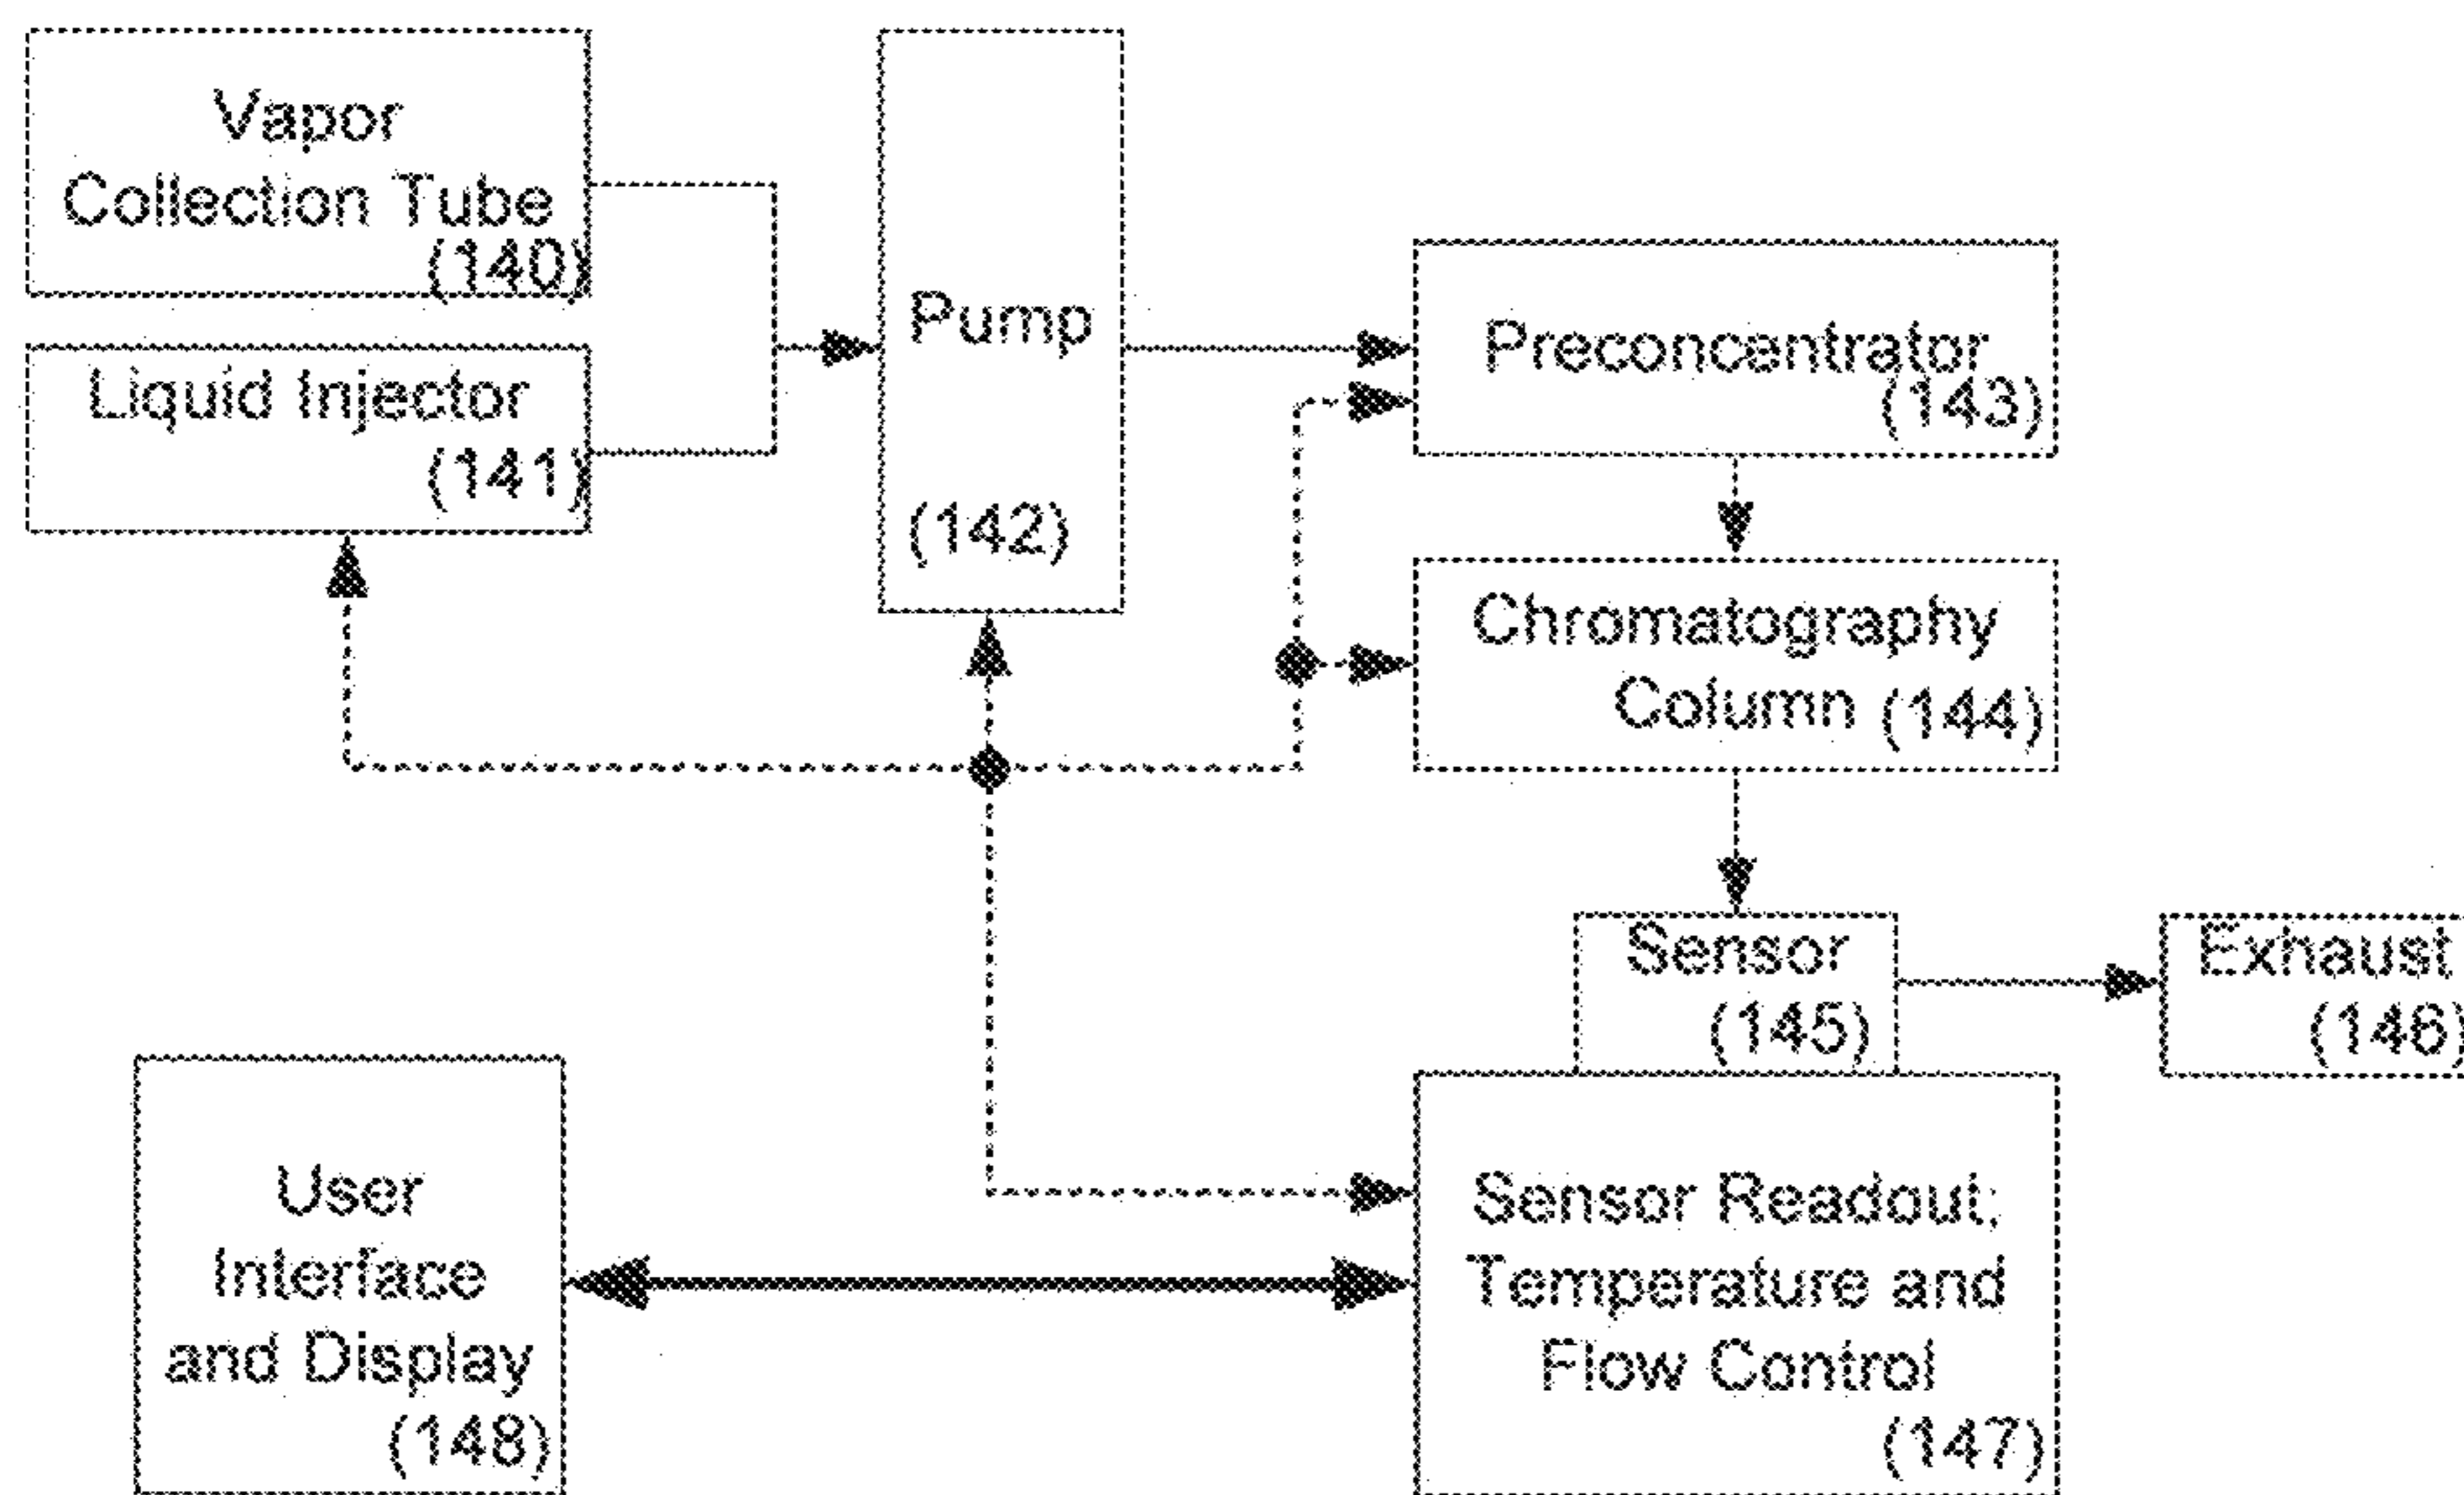 Vapor
Collection Tube
(140)
Liquid Injector
(141)
Pump
(142)
Preconcantrator
(143)
Chromatography
Column (144)
Sensor
(145)
Exhaust
(146)
User
Interface
and Display
(148)
Sensor Readout,
Temperature and
Flow Control
(147)